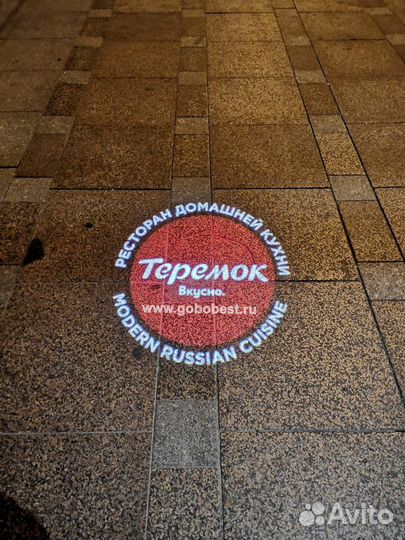 РЕСТОРАН ДОМАШНЕЙ КУХНИ
Теремок
Вкусно.
www.gobobest.ru
MODERN RUSSIAN CUISINE
Avito